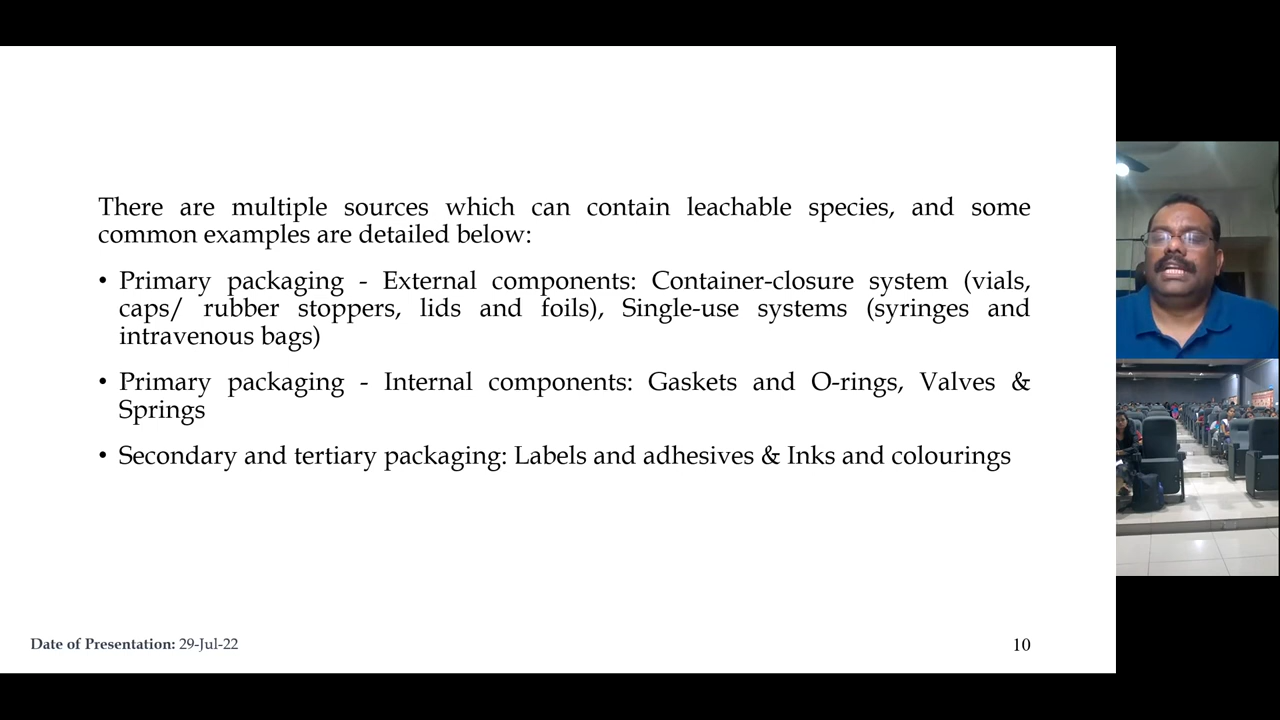 There are multiple sources which can contain leachable species, and some
common examples are detailed below:
• Primary packaging - External components: Container-closure system (vials,
caps/ rubber stoppers, lids and foils), Single-use systems (syringes and
intravenous bags)
• Primary packaging - Internal components: Gaskets and O-rings, Valves &
Springs
• Secondary and tertiary packaging: Labels and adhesives & Inks and colourings
Date of Presentation: 29-Jul-22
10